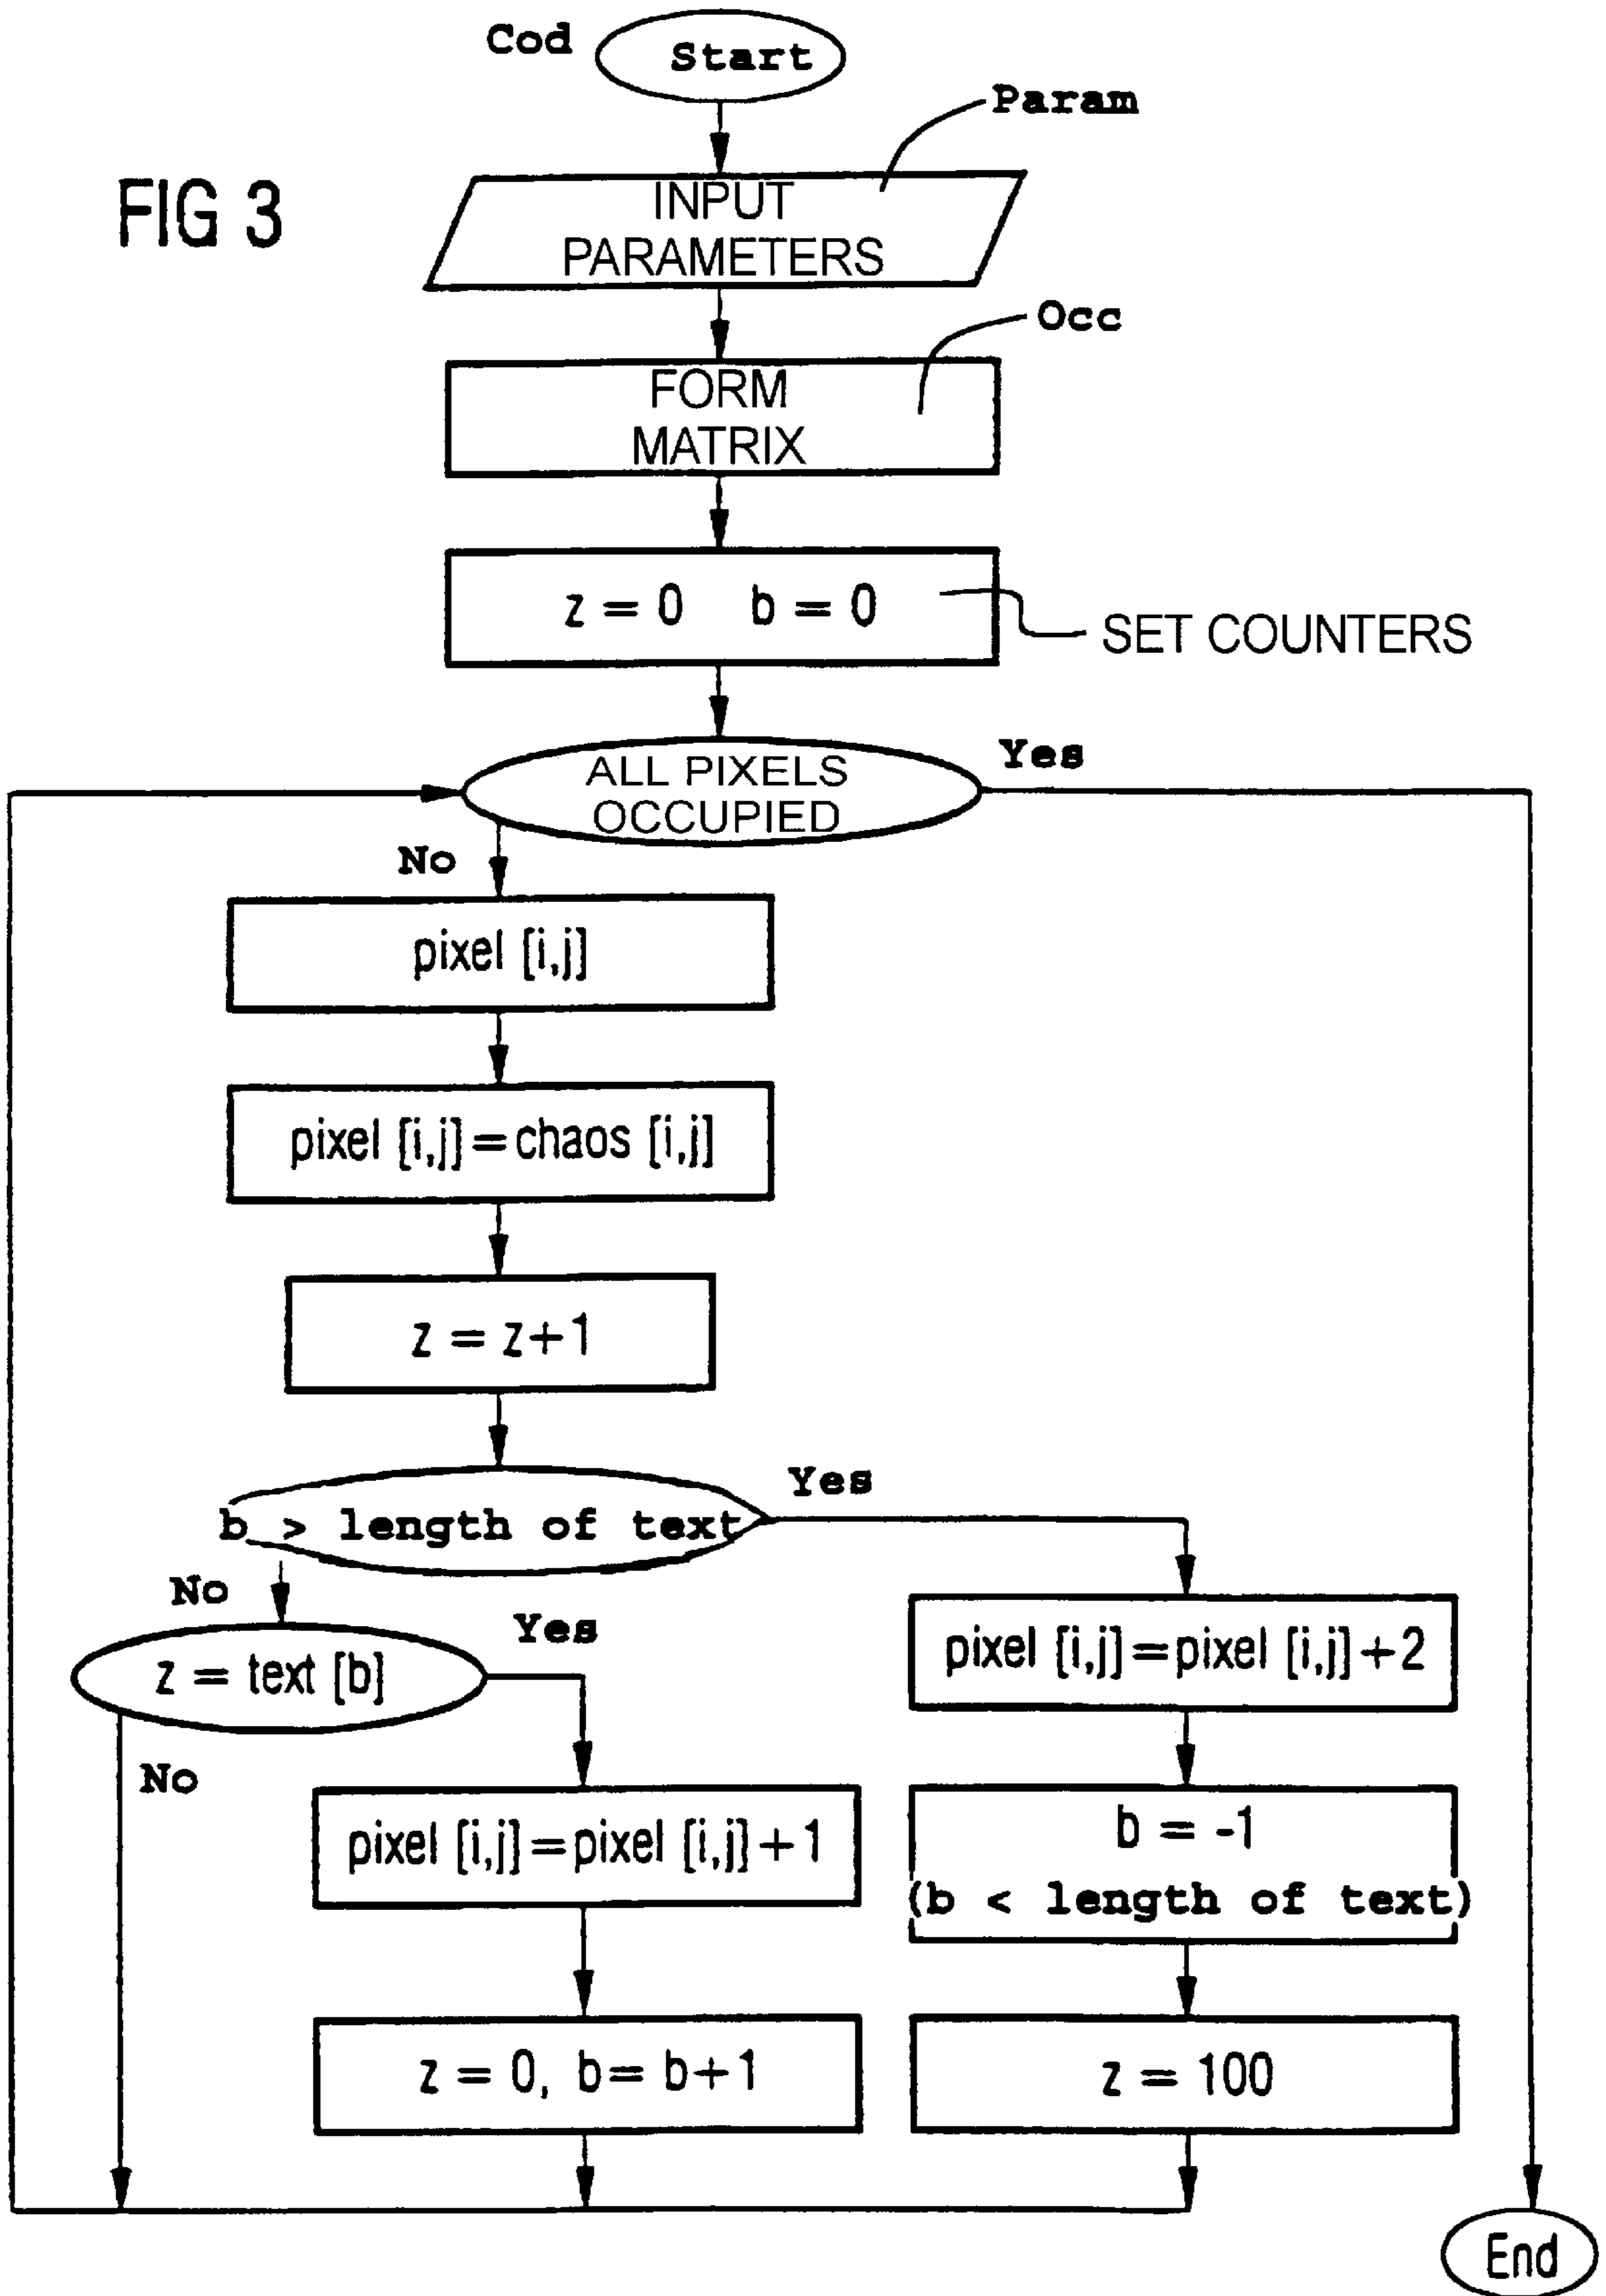 Cod
Start
Param
FIG 3
INPUT
PARAMETERS
Occ
FORM
MATRIX
z = 0 b = 0
SET COUNTERS
ALL PIXELS
OCCUPIED
Yes
No
pixel [i,j]
pixel [i,j] = chaos [i,j]
z = z+1
b > length of text
Yes
No
z = text [b]
Yes
No
pixel [i,j] = pixel [i,j] + 1
z = 0, b = b+1
pixel [i,j] = pixel [i,j] + 2
b = -1
(b < length of text)
z = 100
End